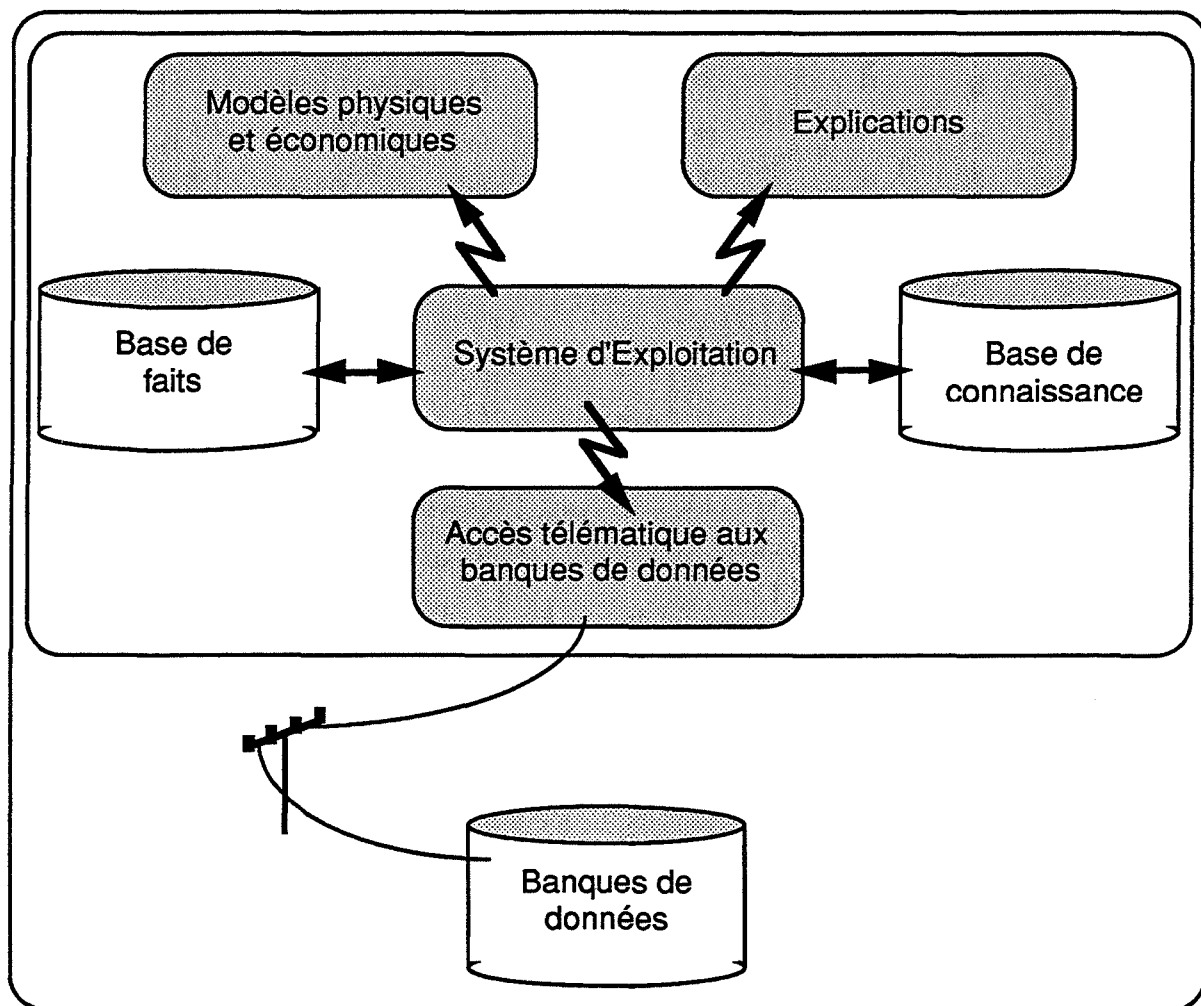 Modèles physiques
et économiques
Explications
Base de
faits
Système d'Exploitation
Base de
connaissance
Accès télématique aux
banques de données
Banques de
données